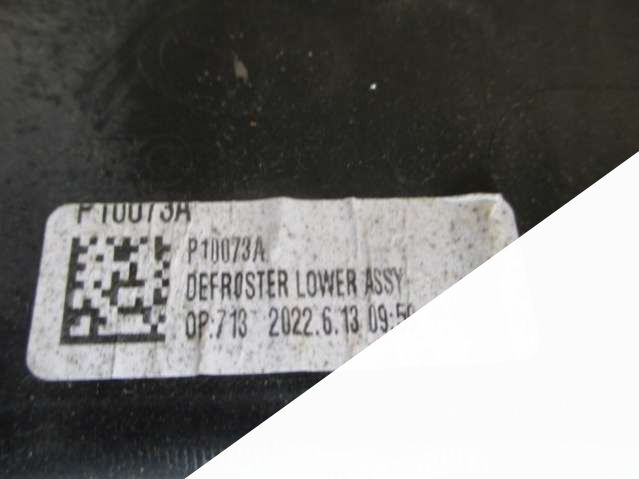 P10073A
P10073A
DEFROSTER LOWER ASSY
OP.713 2022.6.13